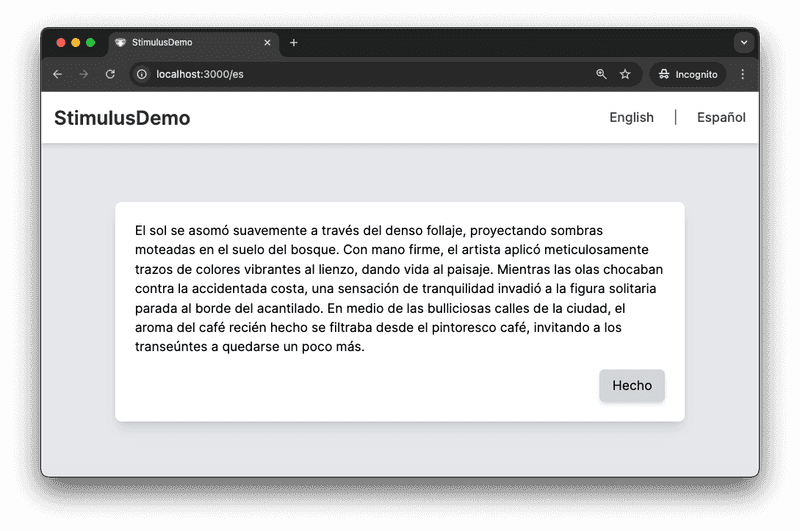 StimulusDemo
localhost:3000/es
Incognito
StimulusDemo
English | Español
El sol se asomó suavemente a través del denso follaje, proyectando sombras
moteadas en el suelo del bosque. Con mano firme, el artista aplicó meticulosamente
trazos de colores vibrantes al lienzo, dando vida al paisaje. Mientras las olas chocaban
contra la accidentada costa, una sensación de tranquilidad invadió a la figura solitaria
parada al borde del acantilado. En medio de las bulliciosas calles de la ciudad, el
aroma del café recién hecho se filtraba desde el pintoresco café, invitando a los
transeúntes a quedarse un poco más.
Hecho